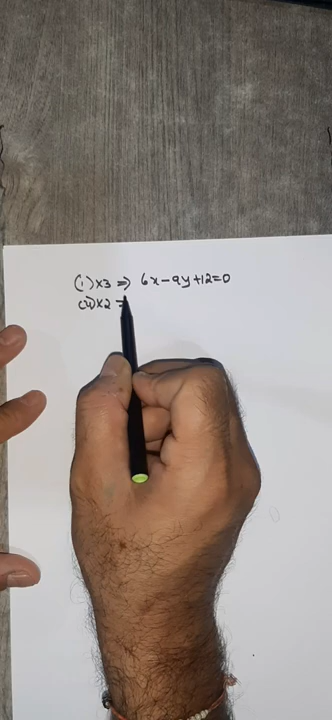 (i)×3 ⇒ 6x-9y+12=0
(ii)×2 =